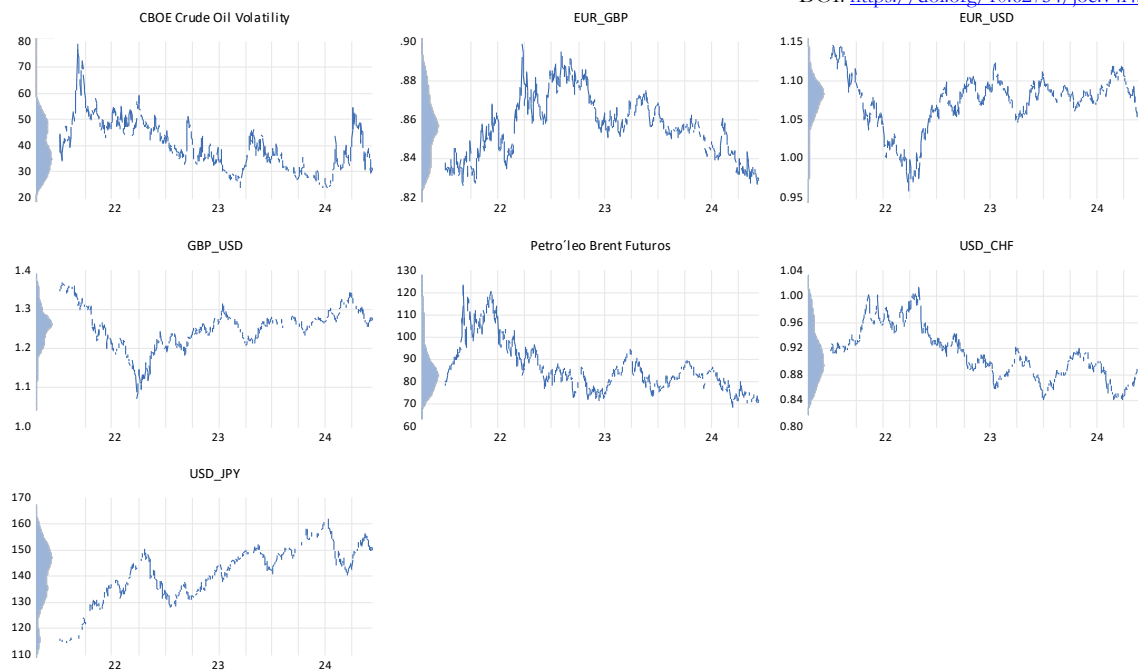 DOI:
CBOE Crude Oil Volatility
80
70
60
50
40
30
20
22 23 24
EUR_GBP
.90
.88
.86
.84
.82
22 23 24
EUR_USD
1.15
1.10
1.05
1.00
0.95
22 23 24
GBP_USD
1.4
1.3
1.2
1.1
1.0
22 23 24
Petro´leo Brent Futuros
130
120
110
100
90
80
70
60
22 23 24
USD_CHF
1.04
1.00
0.96
0.92
0.88
0.84
0.80
22 23 24
USD_JPY
170
160
150
140
130
120
110
22 23 24